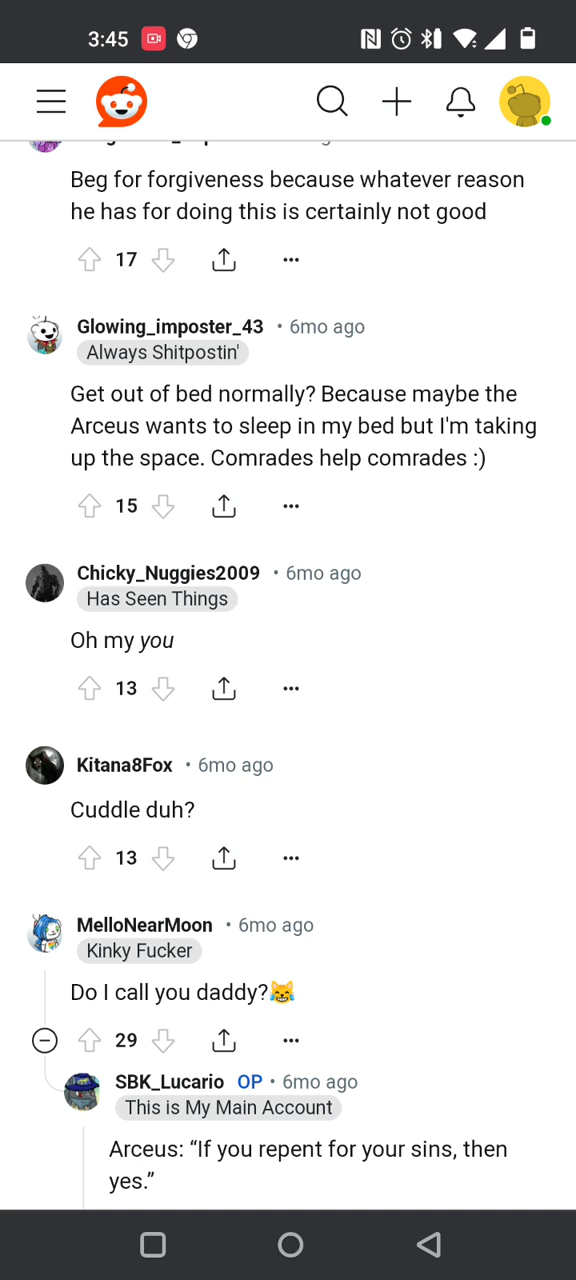 3:45
Beg for forgiveness because whatever reason
he has for doing this is certainly not good
17
Glowing_imposter_43 • 6mo ago
Always Shitpostin'
Get out of bed normally? Because maybe the
Arceus wants to sleep in my bed but I'm taking
up the space. Comrades help comrades :)
15
Chicky_Nuggies2009 • 6mo ago
Has Seen Things
Oh my you
13
Kitana8Fox • 6mo ago
Cuddle duh?
13
MelloNearMoon • 6mo ago
Kinky Fucker
Do I call you daddy?😹
29
SBK_Lucario OP • 6mo ago
This is My Main Account
Arceus: “If you repent for your sins, then
yes.”